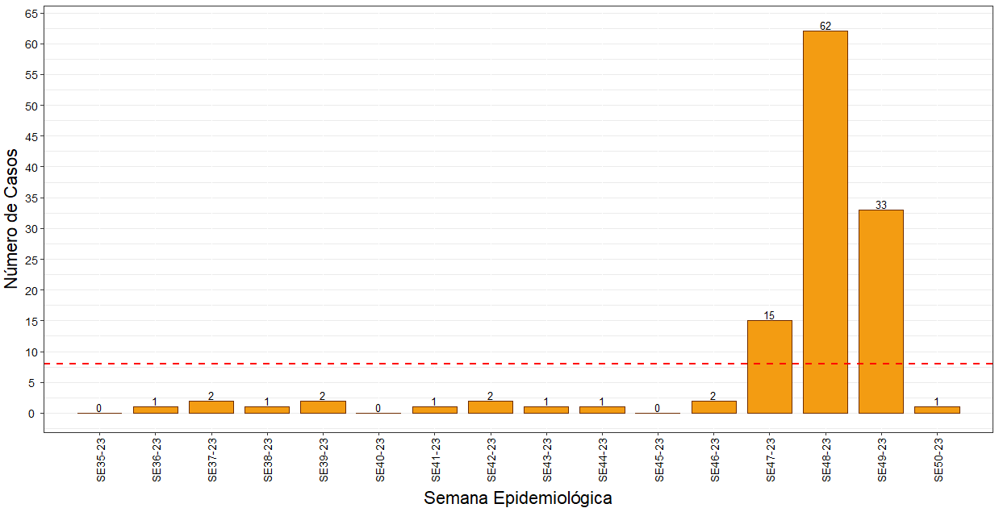 Número de Casos
65
60
55
50
45
40
35
30
25
20
15
10
5
0
0
1
2
1
2
0
1
2
1
1
0
2
15
62
33
1
SE35-23
SE36-23
SE37-23
SE38-23
SE39-23
SE40-23
SE41-23
SE42-23
SE43-23
SE44-23
SE45-23
SE46-23
SE47-23
SE48-23
SE49-23
SE50-23
Semana Epidemiológica